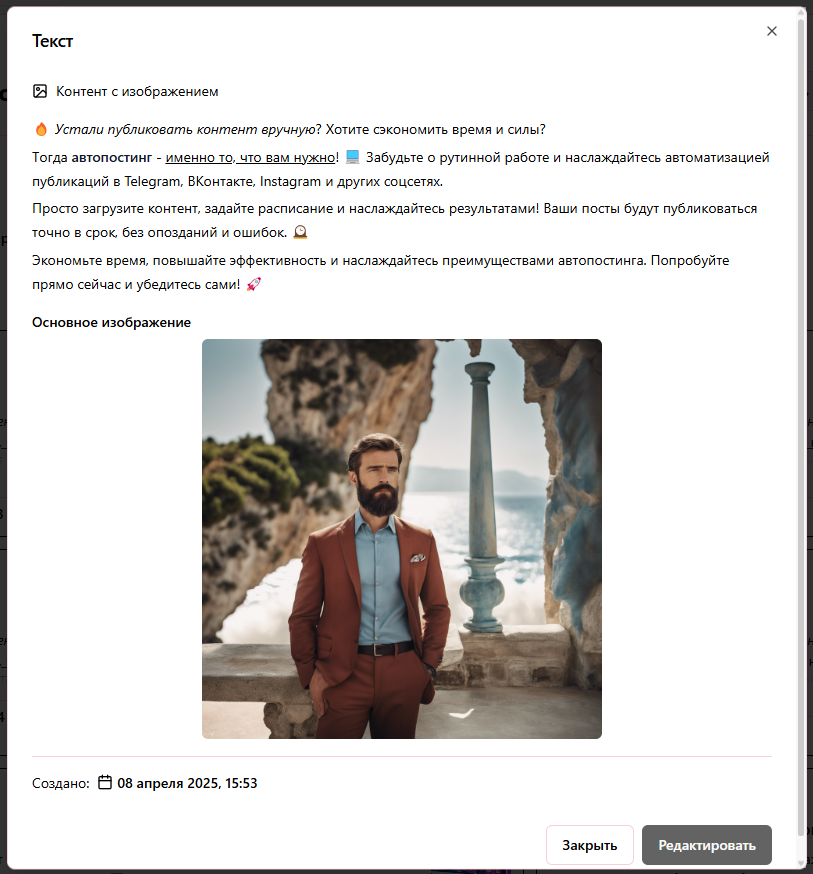 Текст
Контент с изображением
🔥 Устали публиковать контент вручную? Хотите сэкономить время и силы?
Тогда автопостинг - именно то, что вам нужно! 💻 Забудьте о рутинной работе и наслаждайтесь автоматизацией
публикаций в Telegram, ВКонтакте, Instagram и других соцсетях.
Просто загрузите контент, задайте расписание и наслаждайтесь результатами! Ваши посты будут публиковаться
точно в срок, без опозданий и ошибок. 🕰️
Экономьте время, повышайте эффективность и наслаждайтесь преимуществами автопостинга. Попробуйте
прямо сейчас и убедитесь сами! 🚀
Основное изображение
Создано: 08 апреля 2025, 15:53
Закрыть Редактировать